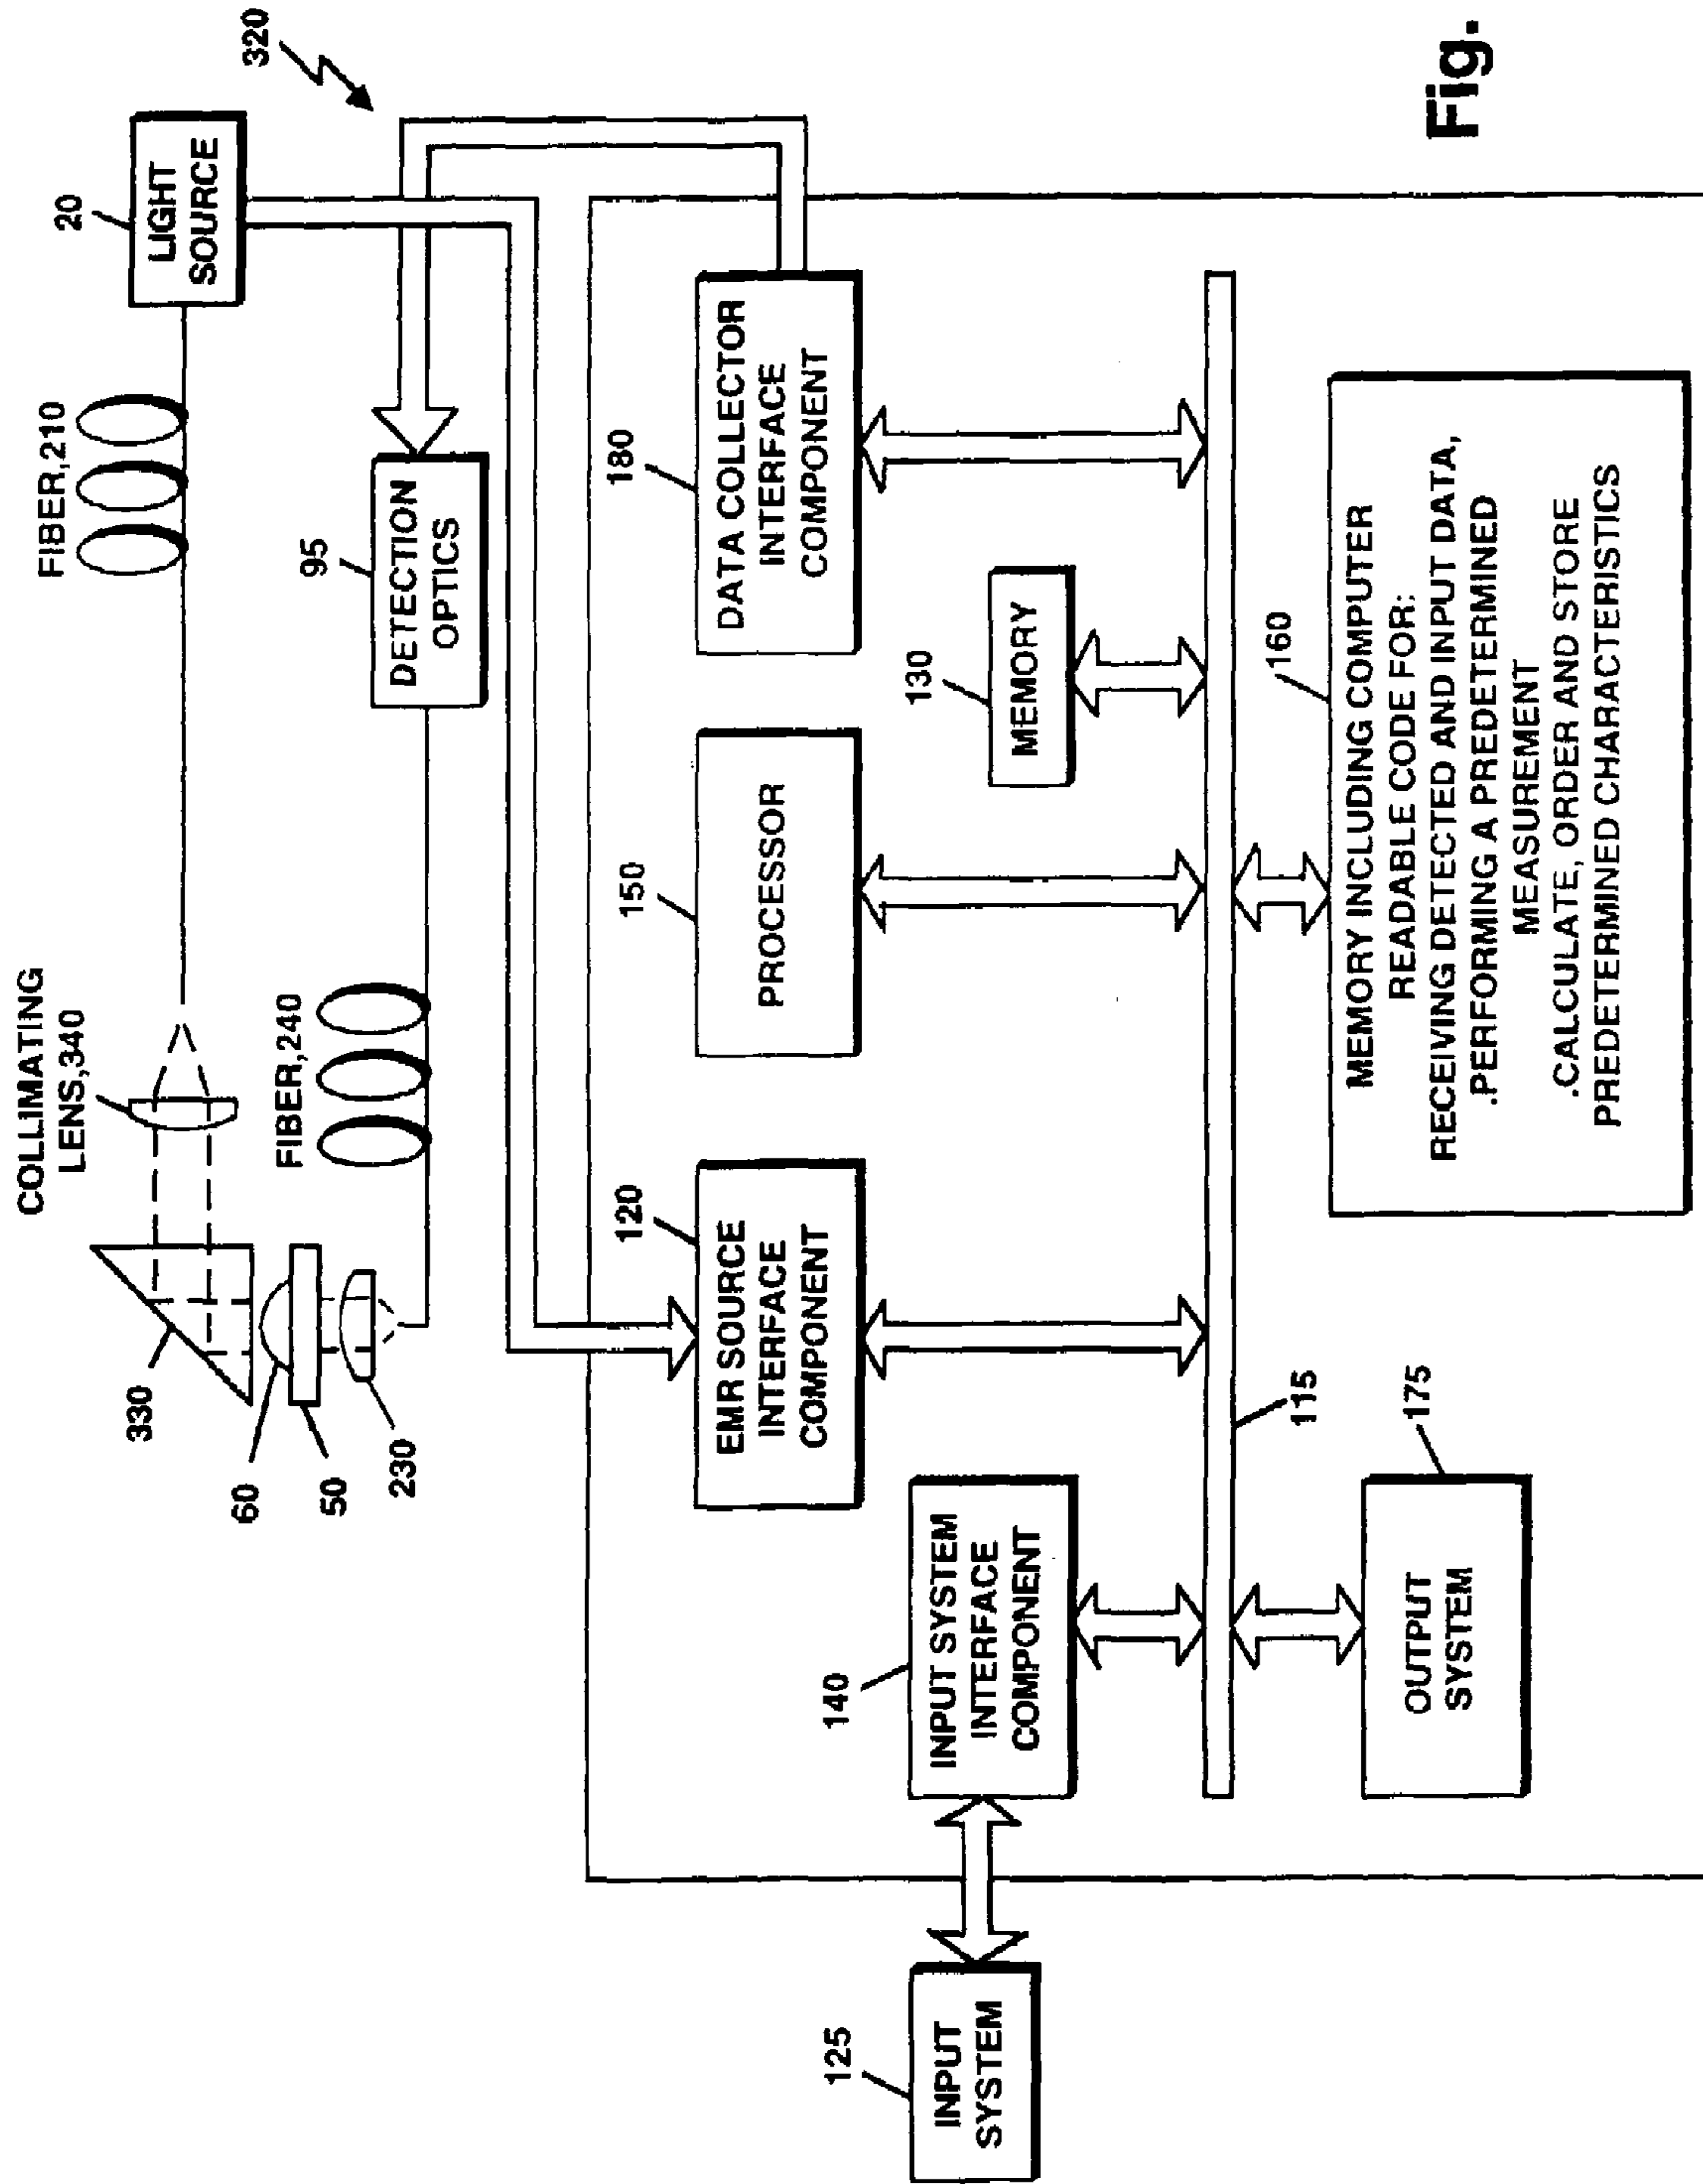 320
20
LIGHT
SOURCE
FIBER,210
COLLIMATING
LENS,340
330
60
50
230
FIBER,240
95
DETECTION
OPTICS
120
EMR SOURCE
INTERFACE
COMPONENT
150
PROCESSOR
180
DATA COLLECTOR
INTERFACE
COMPONENT
130
MEMORY
140
INPUT SYSTEM
INTERFACE
COMPONENT
125
INPUT
SYSTEM
115
175
OUTPUT
SYSTEM
160
MEMORY INCLUDING COMPUTER
READABLE CODE FOR:
RECEIVING DETECTED AND INPUT DATA,
.PERFORMING A PREDETERMINED
MEASUREMENT
.CALCULATE, ORDER AND STORE
PREDETERMINED CHARACTERISTICS
Fig.